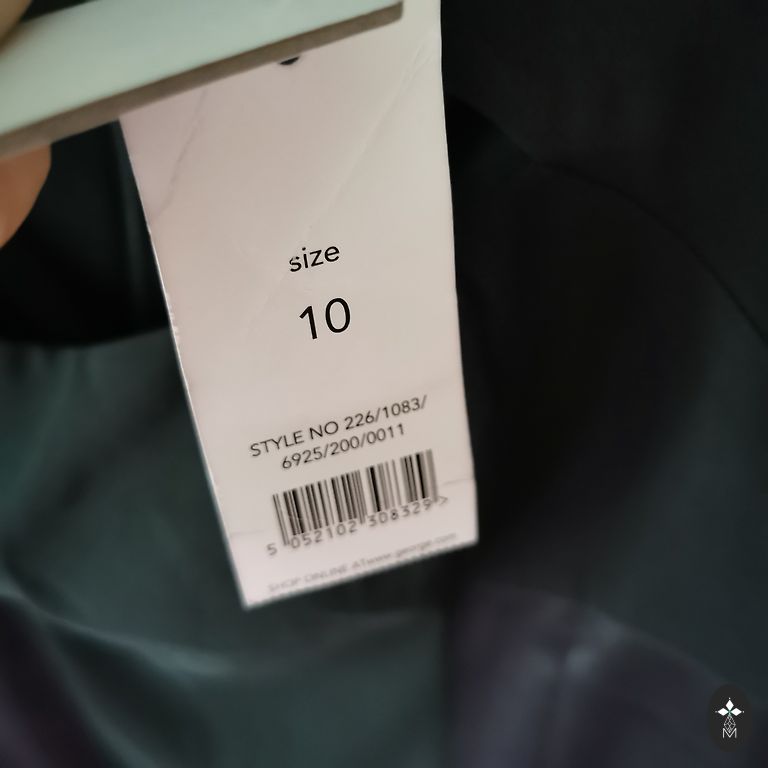 size
10
STYLE NO 226/1083/
6925/200/0011
5 052102 308329 >
SHOP ONLINE AT www.george.com
M